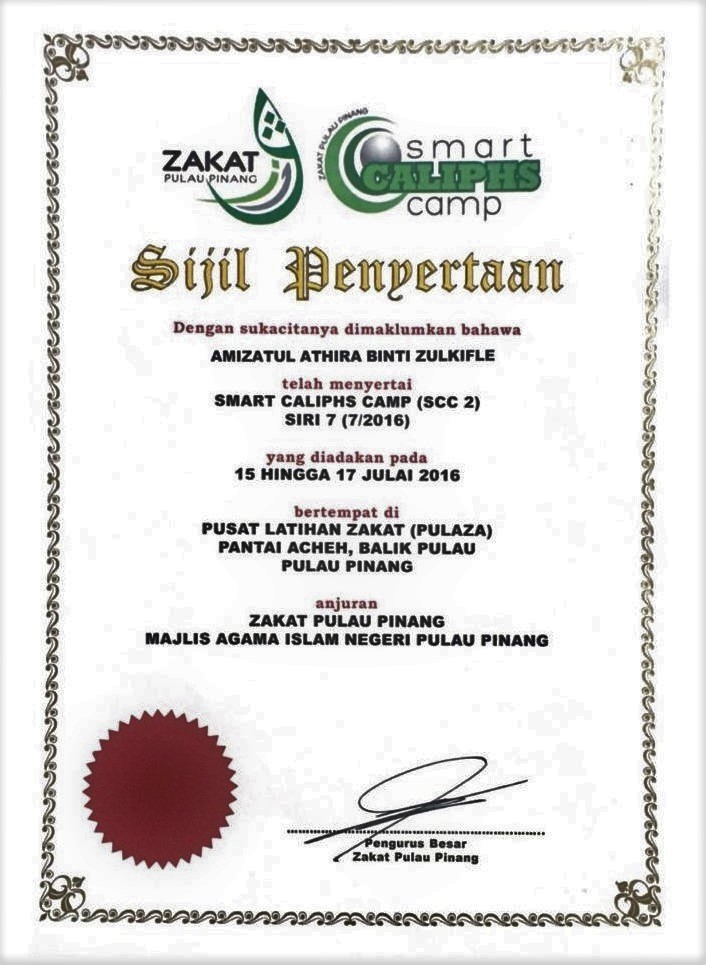 ZAKAT
PULAU PINANG
ZAKAT PULAU PINANG
smart
CALIPHS
camp
Sijil Penyertaan
Dengan sukacitanya dimaklumkan bahawa
AMIZATUL ATHIRA BINTI ZULKIFLE
telah menyertai
SMART CALIPHS CAMP (SCC 2)
SIRI 7 (7/2016)
yang diadakan pada
15 HINGGA 17 JULAI 2016
bertempat di
PUSAT LATIHAN ZAKAT (PULAZA)
PANTAI ACHEH, BALIK PULAU
PULAU PINANG
anjuran
ZAKAT PULAU PINANG
MAJLIS AGAMA ISLAM NEGERI PULAU PINANG
Pengurus Besar
Zakat Pulau Pinang